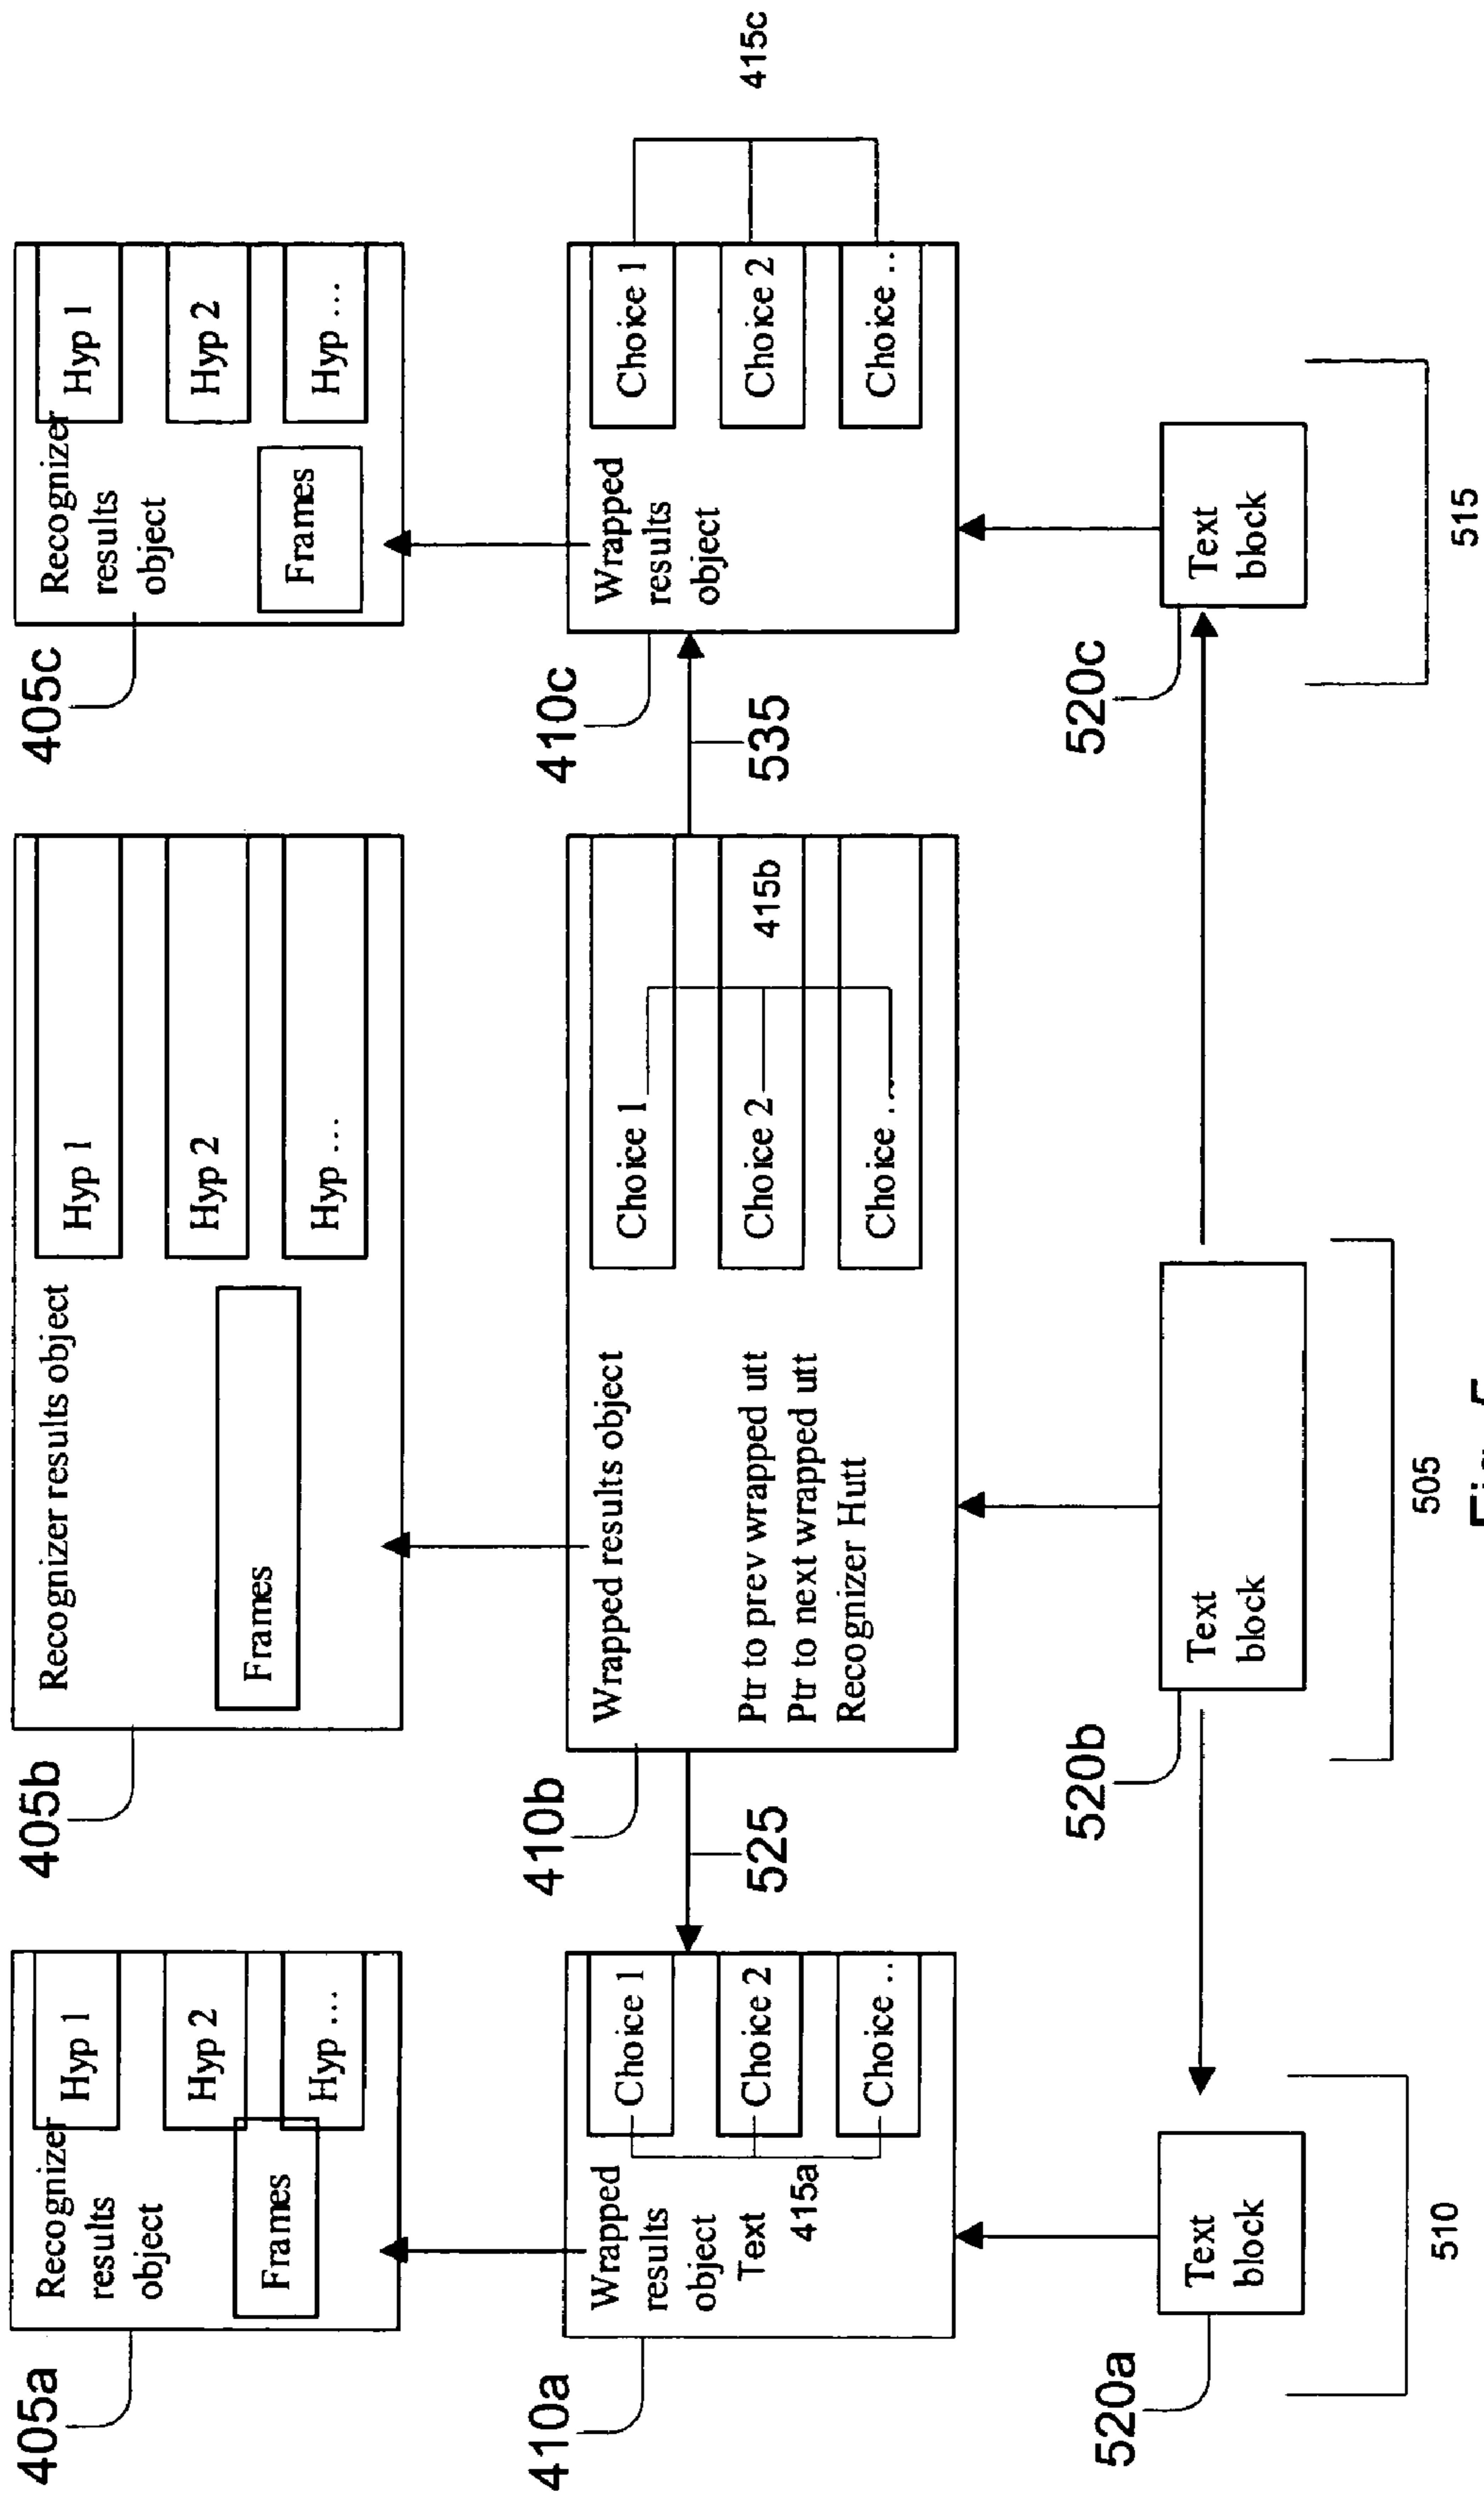 405a
Recognizer
results
object
Hyp 1
Hyp 2
Hyp ...
Frames
405b
Recognizer results object
Hyp 1
Hyp 2
Hyp ...
Frames
405c
Recognizer
results
object
Hyp 1
Hyp 2
Hyp ...
Frames
410a
Wrapped
results
object
Text
415a
Choice 1
Choice 2
Choice ..
525
410b
Wrapped results object
Ptr to prev wrapped utt
Ptr to next wrapped utt
Recognizer Hutt
Choice 1
Choice 2
Choice ...
415b
535
410c
Wrapped
results
object
Choice 1
Choice 2
Choice ..
415c
520a
Text
block
520b
Text
block
520c
Text
block
510
505
515